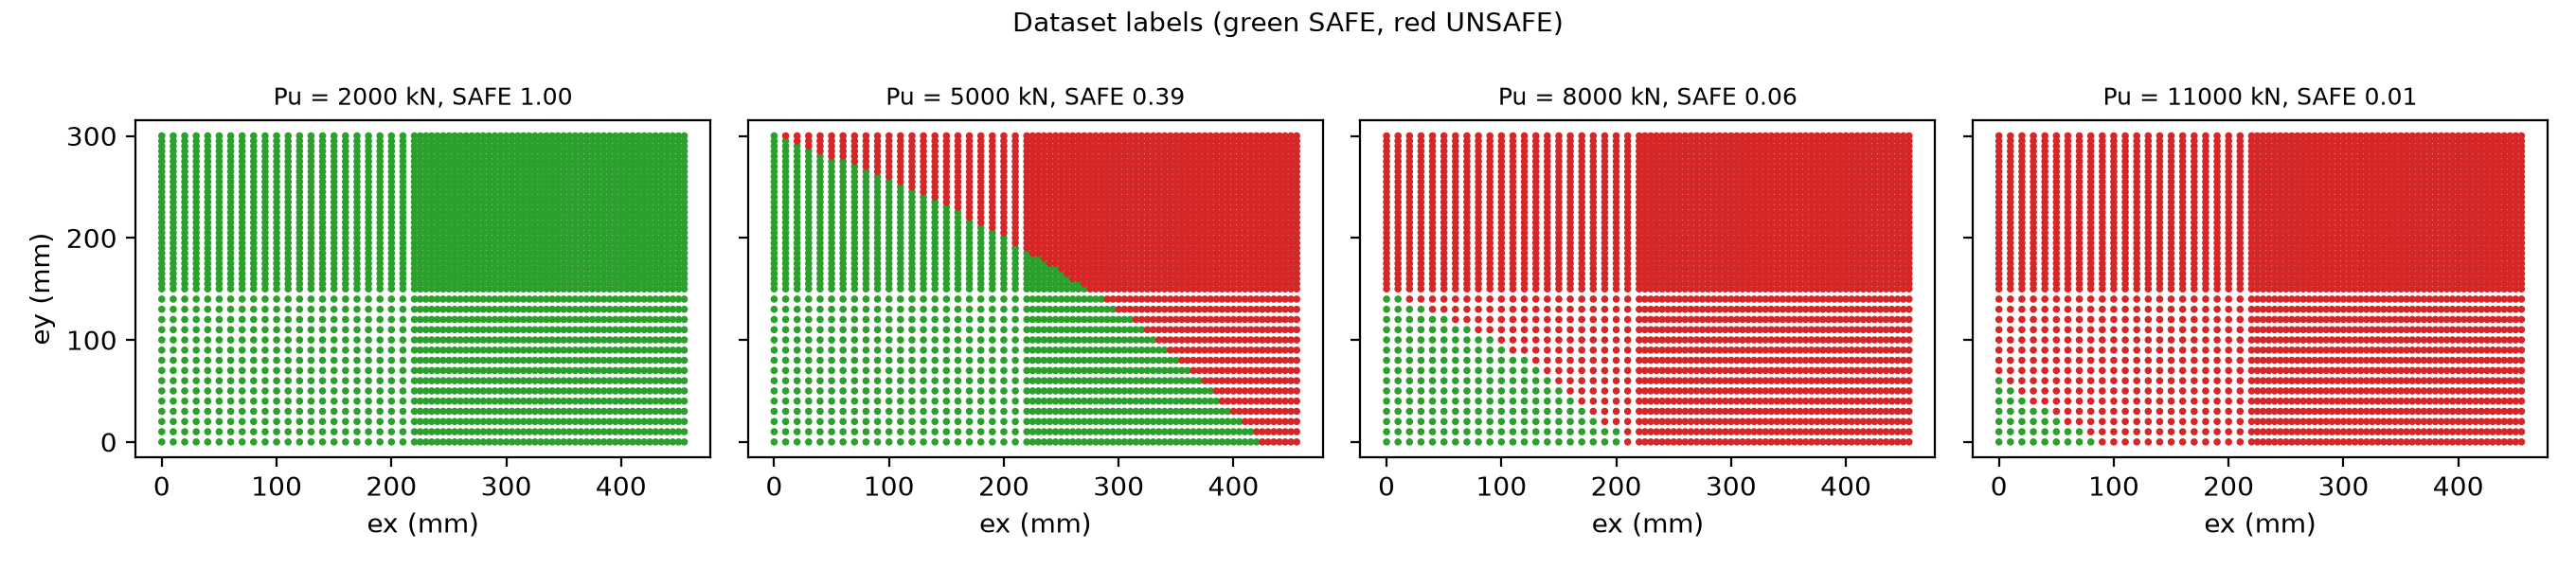 Dataset labels (green SAFE, red UNSAFE)
Pu = 2000 kN, SAFE 1.00
Pu = 5000 kN, SAFE 0.39
Pu = 8000 kN, SAFE 0.06
Pu = 11000 kN, SAFE 0.01
ey (mm)
300
200
100
0
0 100 200 300 400
0 100 200 300 400
0 100 200 300 400
0 100 200 300 400
ex (mm)
ex (mm)
ex (mm)
ex (mm)